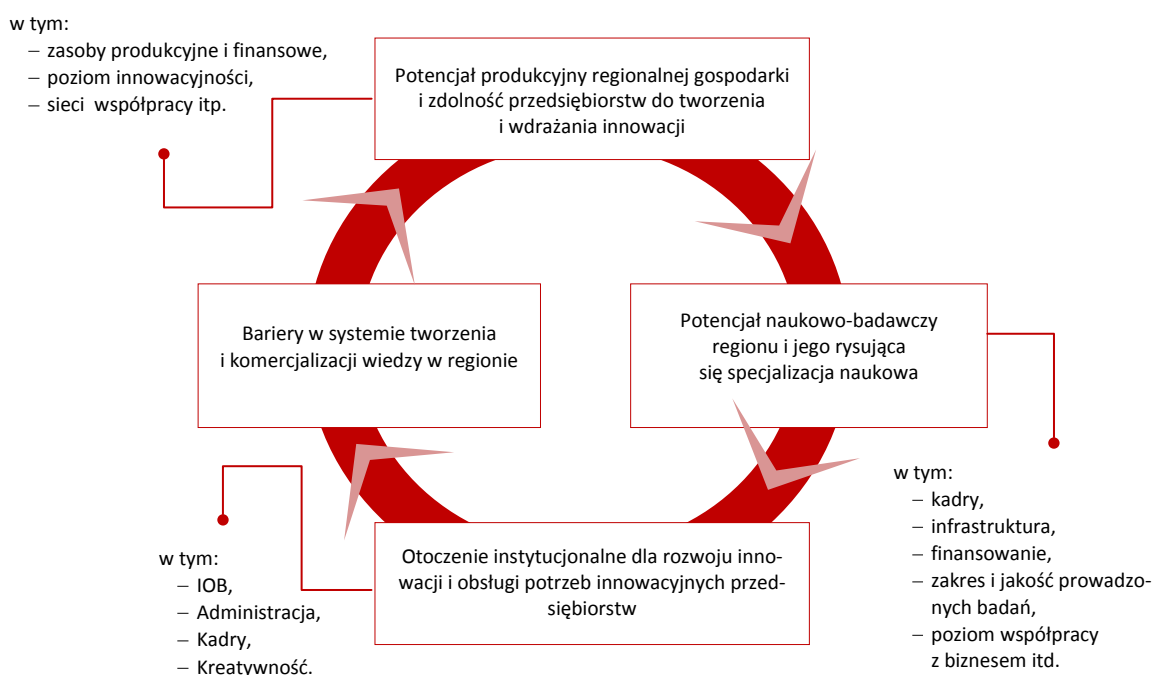 w tym:
– zasoby produkcyjne i finansowe,
– poziom innowacyjności,
– sieci współpracy itp.
Potencjał produkcyjny regionalnej gospodarki
i zdolność przedsiębiorstw do tworzenia
i wdrażania innowacji
Bariery w systemie tworzenia
i komercjalizacji wiedzy w regionie
Potencjał naukowo-badawczy
regionu i jego rysująca
się specjalizacja naukowa
w tym:
– kadry,
– infrastruktura,
– finansowanie,
– zakres i jakość prowadzo-
nych badań,
– poziom współpracy
z biznesem itd.
Otoczenie instytucjonalne dla rozwoju inno-
wacji i obsługi potrzeb innowacyjnych przed-
siębiorstw
w tym:
– IOB,
– Administracja,
– Kadry,
– Kreatywność.